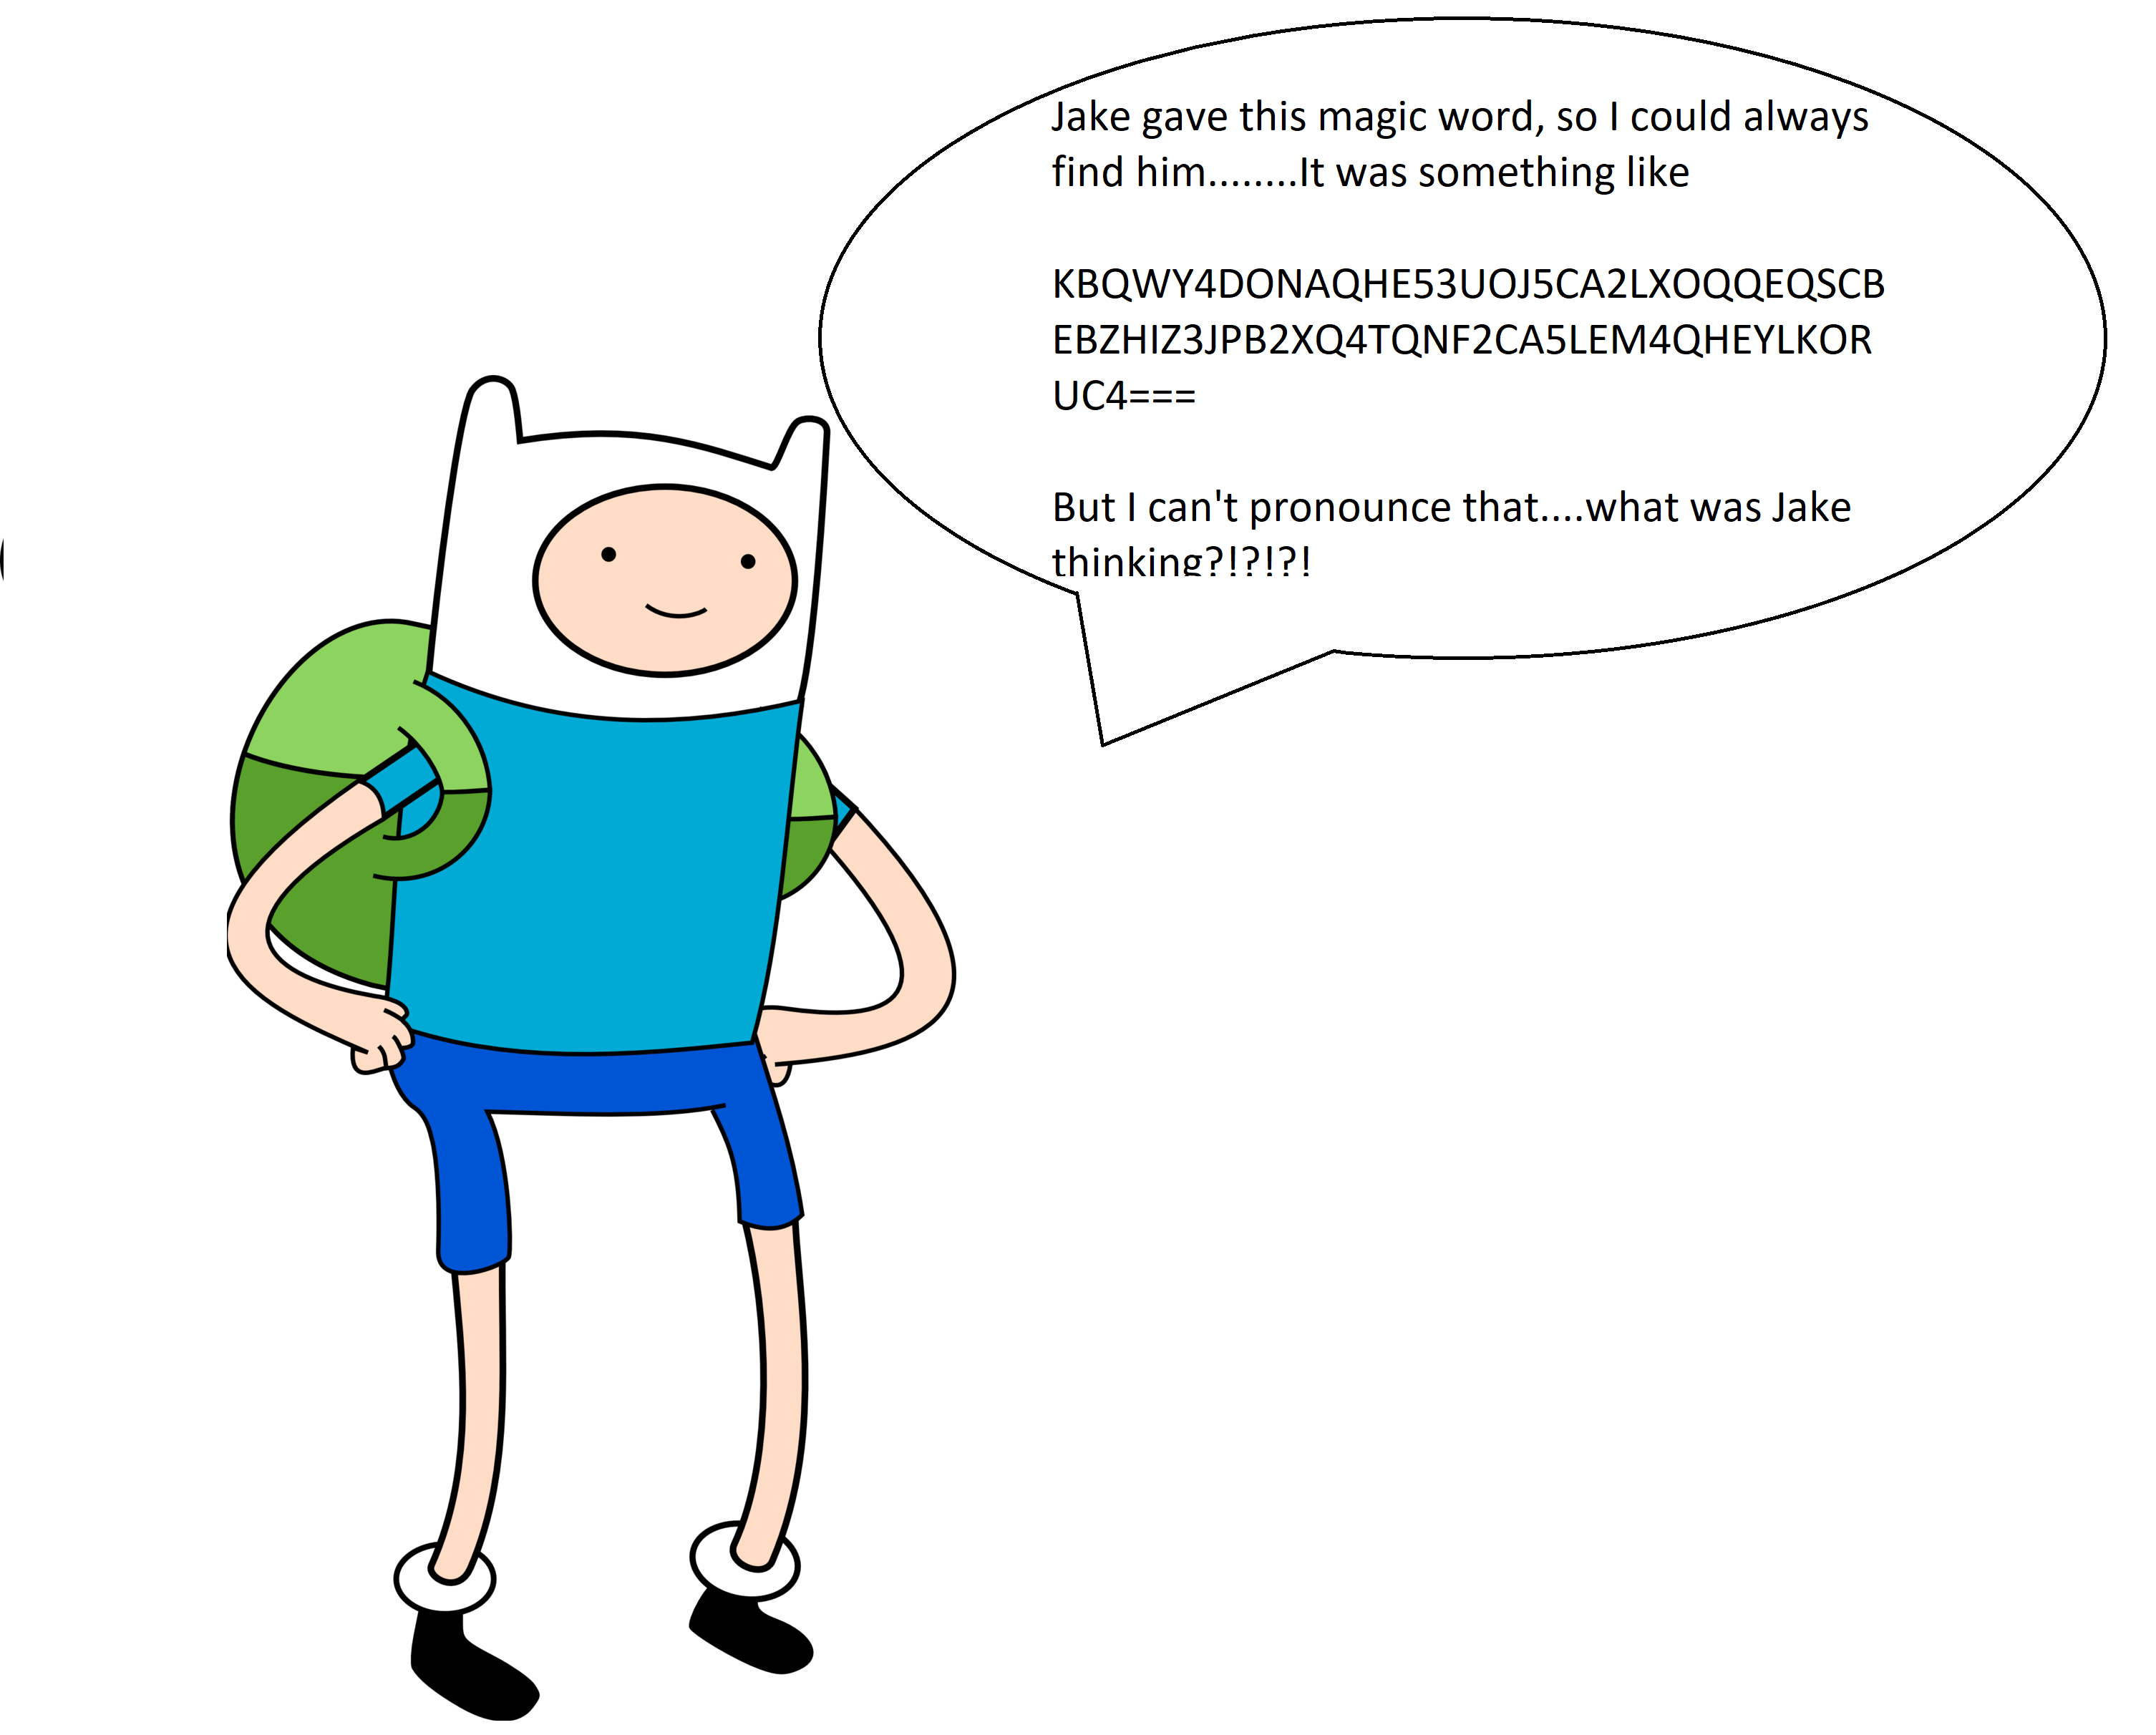 Jake gave this magic word, so I could always
find him........It was something like
KBQWY4DONAQHE53UOJ5CA2LXOQQEQSCB
EBZHIZ3JPB2XQ4TQNF2CA5LEM4QHEYLKOR
UC4===
But I can't pronounce that....what was Jake
thinking?!?!?!